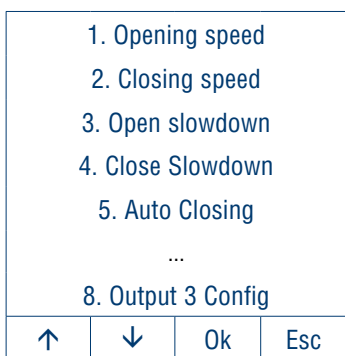 1. Opening speed
2. Closing speed
3. Open slowdown
4. Close Slowdown
5. Auto Closing
...
8. Output 3 Config
↑ ↓ Ok Esc